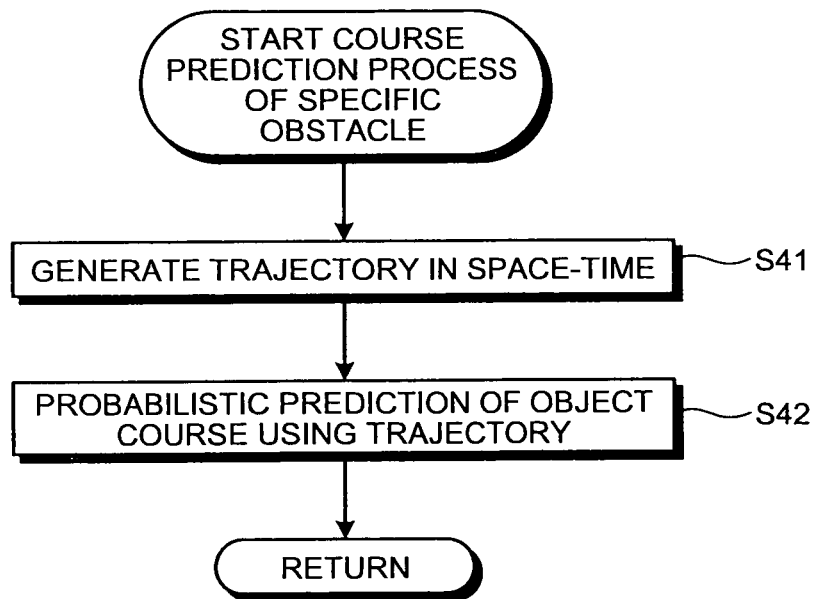 START COURSE
PREDICTION PROCESS
OF SPECIFIC
OBSTACLE
GENERATE TRAJECTORY IN SPACE-TIME
S41
PROBABILISTIC PREDICTION OF OBJECT
COURSE USING TRAJECTORY
S42
RETURN